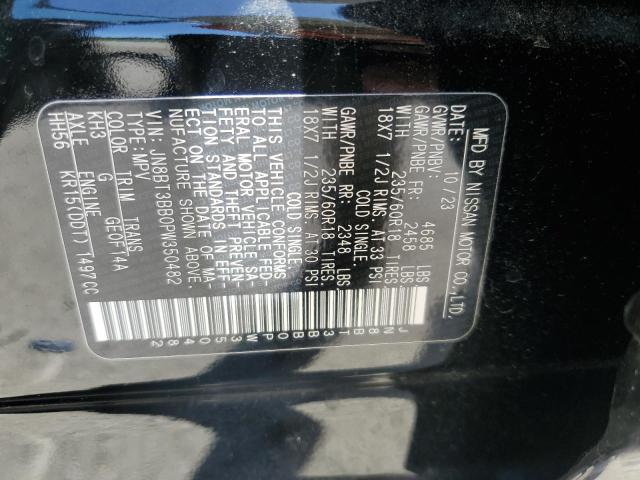 MFD BY NISSAN MOTOR CO., LTD.
10/23
GVWR/PNBV: 4685 LBS
GAWR/PNBE FR: 2458 LBS
WITH 235/60R18 TIRES
18X7 1/2J RIMS, AT 33 PSI
COLD SINGLE
GAWR/PNBE RR: 2348 LBS
WITH 235/60R18 TIRES
18X7 1/2J RIMS, AT 30 PSI
COLD SINGLE
THIS VEHICLE CONFORMS
TO ALL APPLICABLE FED-
ERAL MOTOR VEHICLE SA-
FETY AND THEFT PREVEN-
TION STANDARDS IN EFF-
ECT ON THE DATE OF MA-
NUFACTURE SHOWN ABOVE.
VIN: JN8BT3BB0PW350482
TYPE: MPV
COLOR TRIM TRANS
KH3 G GE0F14A
AXLE ENGINE
HH56 KR15(DDT) 1497CC
JN8BT3BB0PW350482